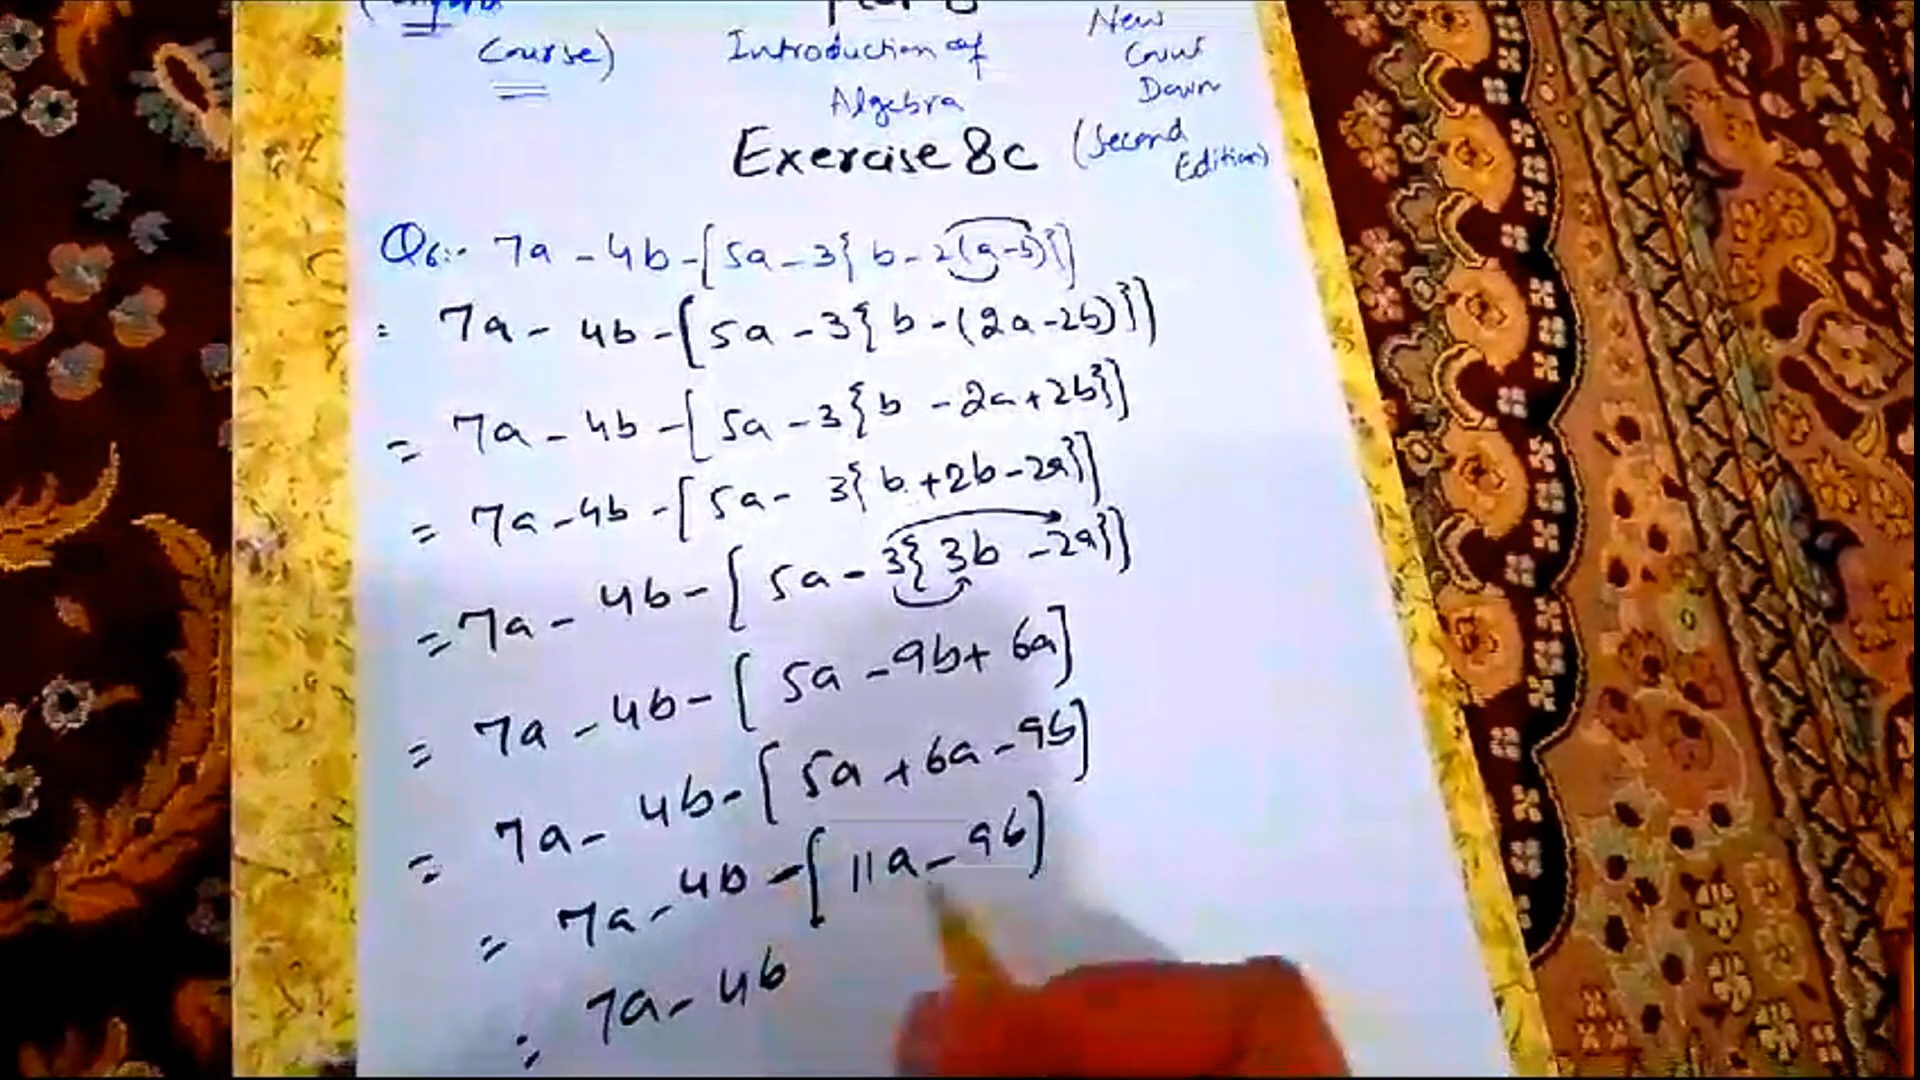 Course)
Introduction of
Algebra
New
Count
Down
(Second
Edition)
Exercise 8c
Q6:- 7a - 4b - [5a - 3{b - 2(a - b)}]
= 7a - 4b - [5a - 3{b - (2a - 2b)}]
= 7a - 4b - [5a - 3{b - 2a + 2b}]
= 7a - 4b - [5a - 3{b + 2b - 2a}]
= 7a - 4b - [5a - 3{3b - 2a}]
= 7a - 4b - [5a - 9b + 6a]
= 7a - 4b - [5a + 6a - 9b]
= 7a - 4b - [11a - 9b]
= 7a - 4b